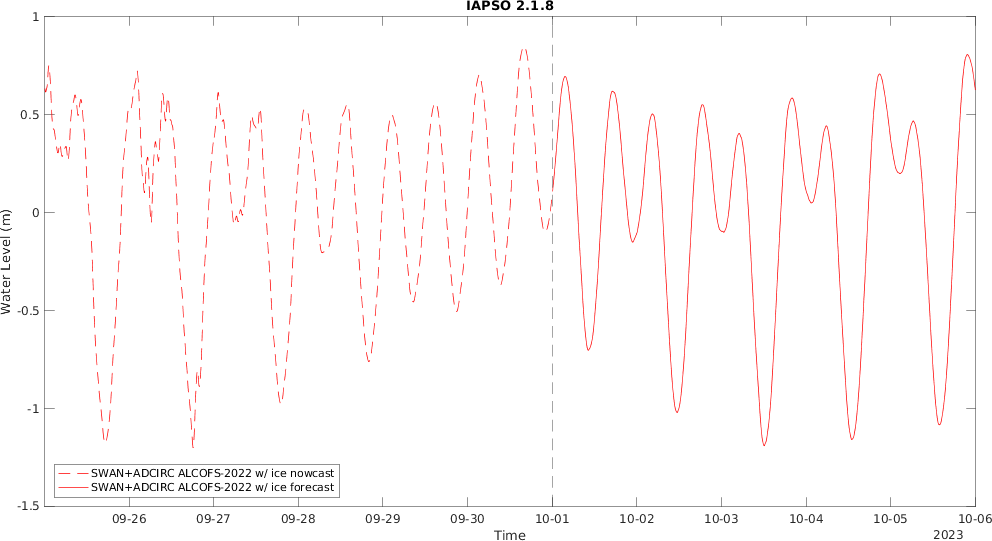 IAPSO 2.1.8
1
0.5
0
-0.5
-1
-1.5
Water Level (m)
SWAN+ADCIRC ALCOFS-2022 w/ ice nowcast
SWAN+ADCIRC ALCOFS-2022 w/ ice forecast
09-26 09-27 09-28 09-29 09-30 10-01 10-02 10-03 10-04 10-05 10-06
Time
2023